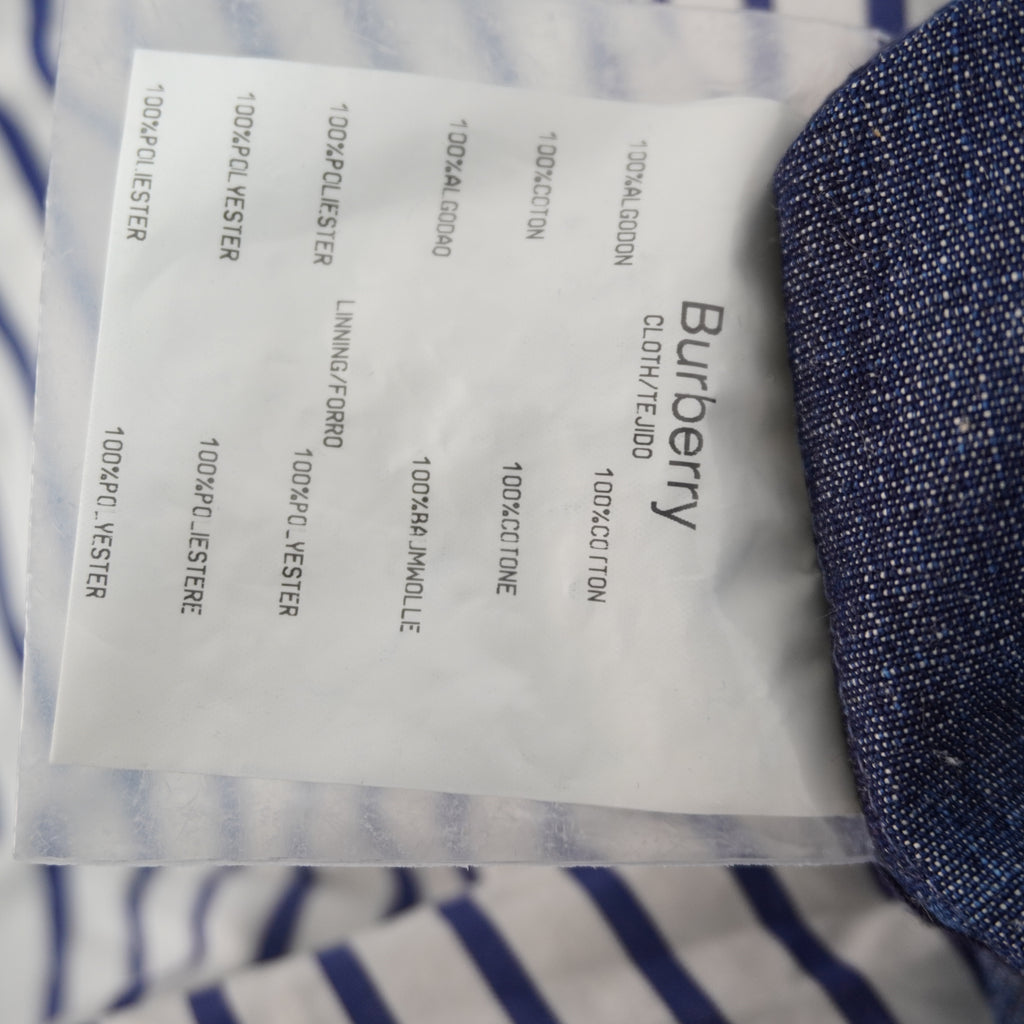 Burberry
CLOTH/TEJIDO
100%ALGODON 100%COTTON
100%COTON 100%COTONE
100%ALGODAO 100%BAUMWOLLE
LINNING/FORRO
100%POLIESTER 100%POLYESTER
100%POLYESTER 100%POLIESTERE
100%POLIESTER 100%POLYESTER